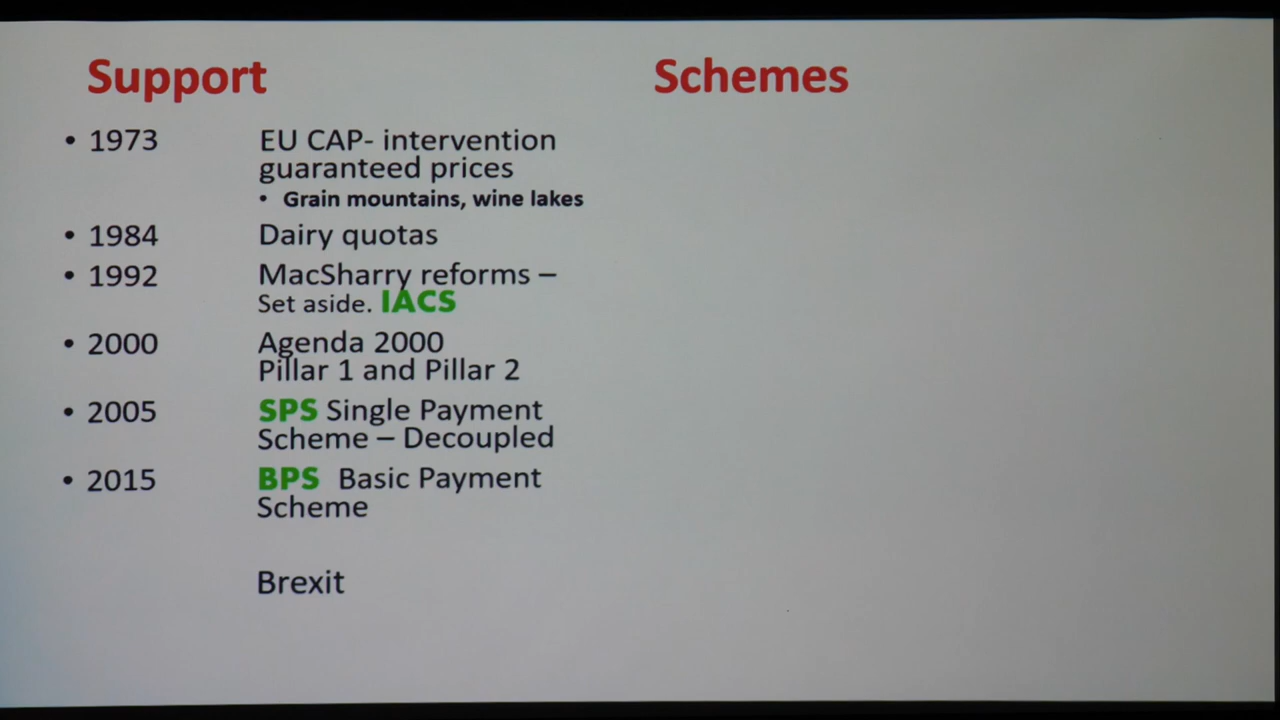 Support
Schemes
• 1973 EU CAP- intervention
guaranteed prices
• Grain mountains, wine lakes
• 1984 Dairy quotas
• 1992 MacSharry reforms –
Set aside. IACS
• 2000 Agenda 2000
Pillar 1 and Pillar 2
• 2005 SPS Single Payment
Scheme – Decoupled
• 2015 BPS Basic Payment
Scheme
Brexit